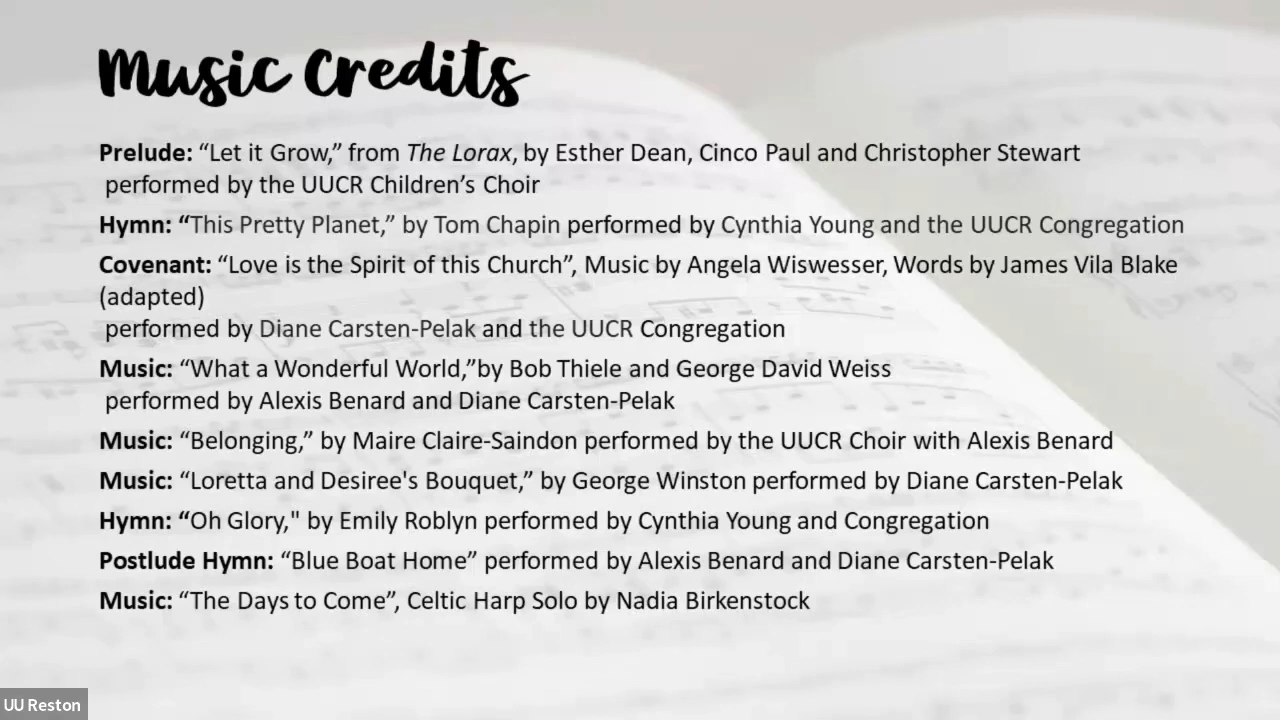 Music Credits
Prelude: “Let it Grow,” from The Lorax, by Esther Dean, Cinco Paul and Christopher Stewart
performed by the UUCR Children’s Choir
Hymn: “This Pretty Planet,” by Tom Chapin performed by Cynthia Young and the UUCR Congregation
Covenant: “Love is the Spirit of this Church”, Music by Angela Wiswesser, Words by James Vila Blake
(adapted)
performed by Diane Carsten-Pelak and the UUCR Congregation
Music: “What a Wonderful World,”by Bob Thiele and George David Weiss
performed by Alexis Benard and Diane Carsten-Pelak
Music: “Belonging,” by Maire Claire-Saindon performed by the UUCR Choir with Alexis Benard
Music: “Loretta and Desiree's Bouquet,” by George Winston performed by Diane Carsten-Pelak
Hymn: “Oh Glory," by Emily Roblyn performed by Cynthia Young and Congregation
Postlude Hymn: “Blue Boat Home” performed by Alexis Benard and Diane Carsten-Pelak
Music: “The Days to Come”, Celtic Harp Solo by Nadia Birkenstock
UU Reston